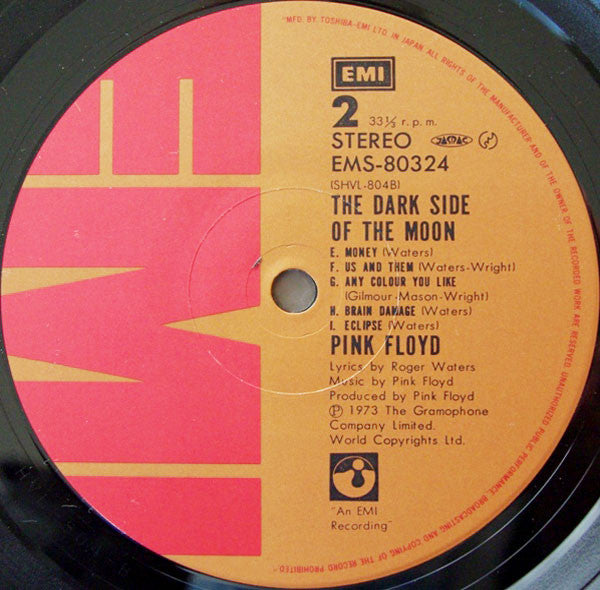 "MFD. BY TOSHIBA-EMI LTD. IN JAPAN. ALL RIGHTS OF THE MANUFACTURER AND OF THE OWNER OF THE RECORDED WORK ARE RESERVED. UNAUTHORIZED PUBLIC PERFORMANCE BROADCASTING AND COPYING OF THE RECORD PROHIBITED"
EMI
EMI
2 33⅓ r.p.m.
STEREO JASRAC
EMS-80324
(SHVL-804B)
THE DARK SIDE
OF THE MOON
E. MONEY (Waters)
F. US AND THEM (Waters-Wright)
G. ANY COLOUR YOU LIKE
(Gilmour-Mason-Wright)
H. BRAIN DAMAGE (Waters)
I. ECLIPSE (Waters)
PINK FLOYD
Lyrics by Roger Waters
Music by Pink Floyd
Produced by Pink Floyd
Ⓟ 1973 The Gramophone
Company Limited.
World Copyrights Ltd.
"An EMI
Recording"